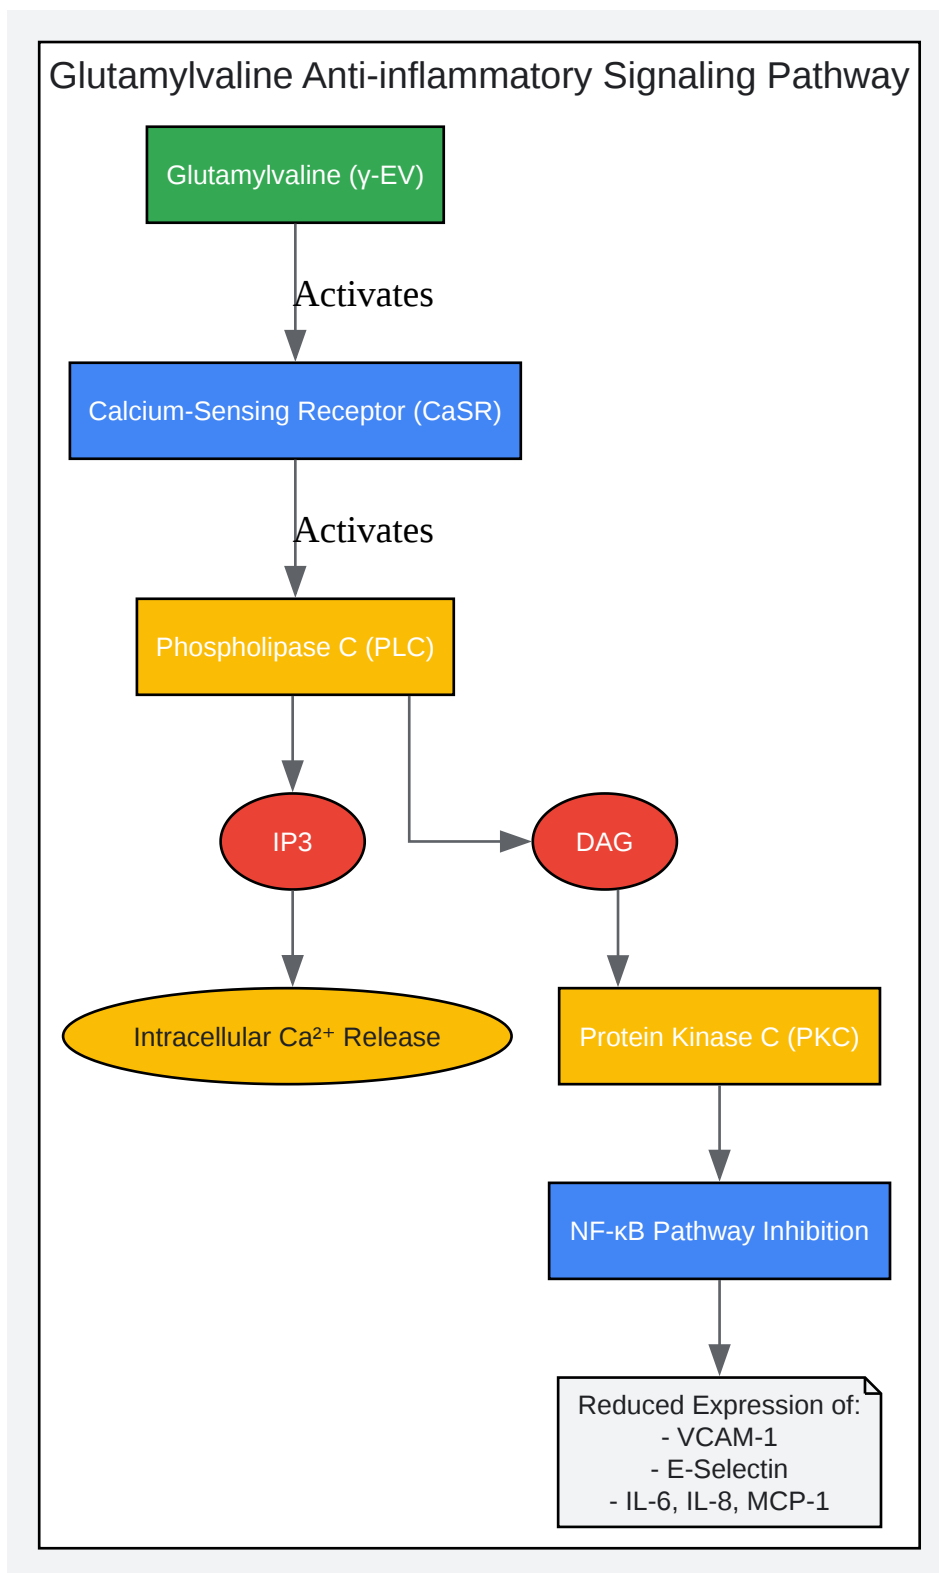 Glutamylvaline Anti-inflammatory Signaling Pathway
Glutamylvaline (γ-EV)
Activates
Calcium-Sensing Receptor (CaSR)
Activates
Phospholipase C (PLC)
IP3
DAG
Intracellular Ca²⁺ Release
Protein Kinase C (PKC)
NF-κB Pathway Inhibition
Reduced Expression of:
- VCAM-1
- E-Selectin
- IL-6, IL-8, MCP-1